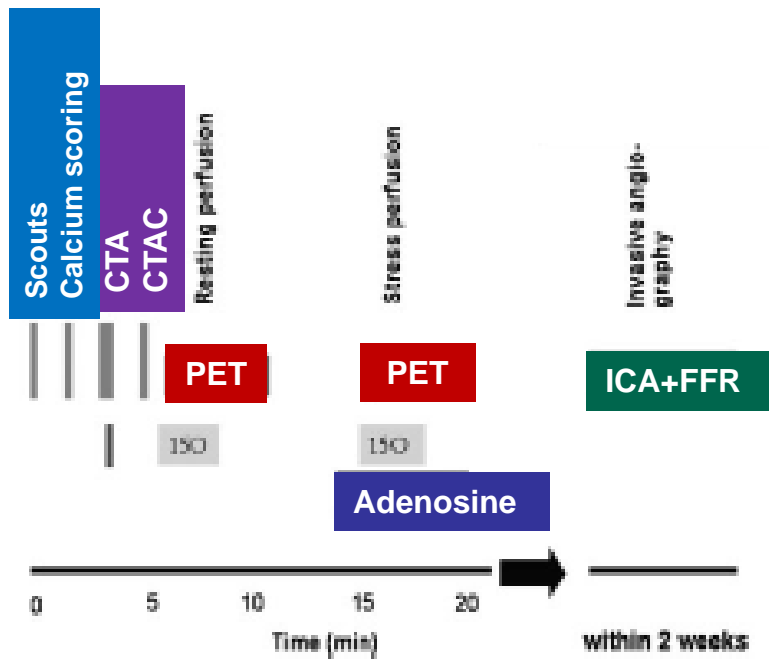 Scouts
Calcium scoring
CTA
CTAC
Resting perfusion
Stress perfusion
Invasive angio-
graphy
PET
PET
ICA+FFR
15O
15O
Adenosine
0
5
10
15
20
Time (min)
within 2 weeks